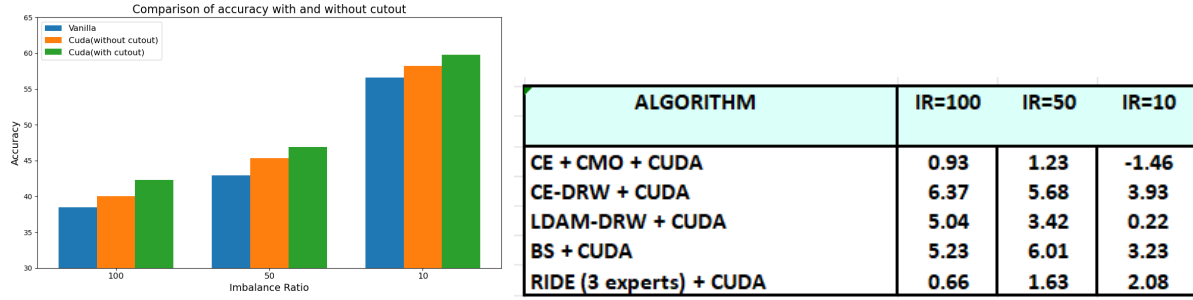 Comparison of accuracy with and without cutout
65
60
55
50
45
40
35
30
Accuracy
Vanilla
Cuda(without cutout)
Cuda(with cutout)
100
50
10
Imbalance Ratio
ALGORITHM IR=100 IR=50 IR=10
CE + CMO + CUDA 0.93 1.23 -1.46
CE-DRW + CUDA 6.37 5.68 3.93
LDAM-DRW + CUDA 5.04 3.42 0.22
BS + CUDA 5.23 6.01 3.23
RIDE (3 experts) + CUDA 0.66 1.63 2.08